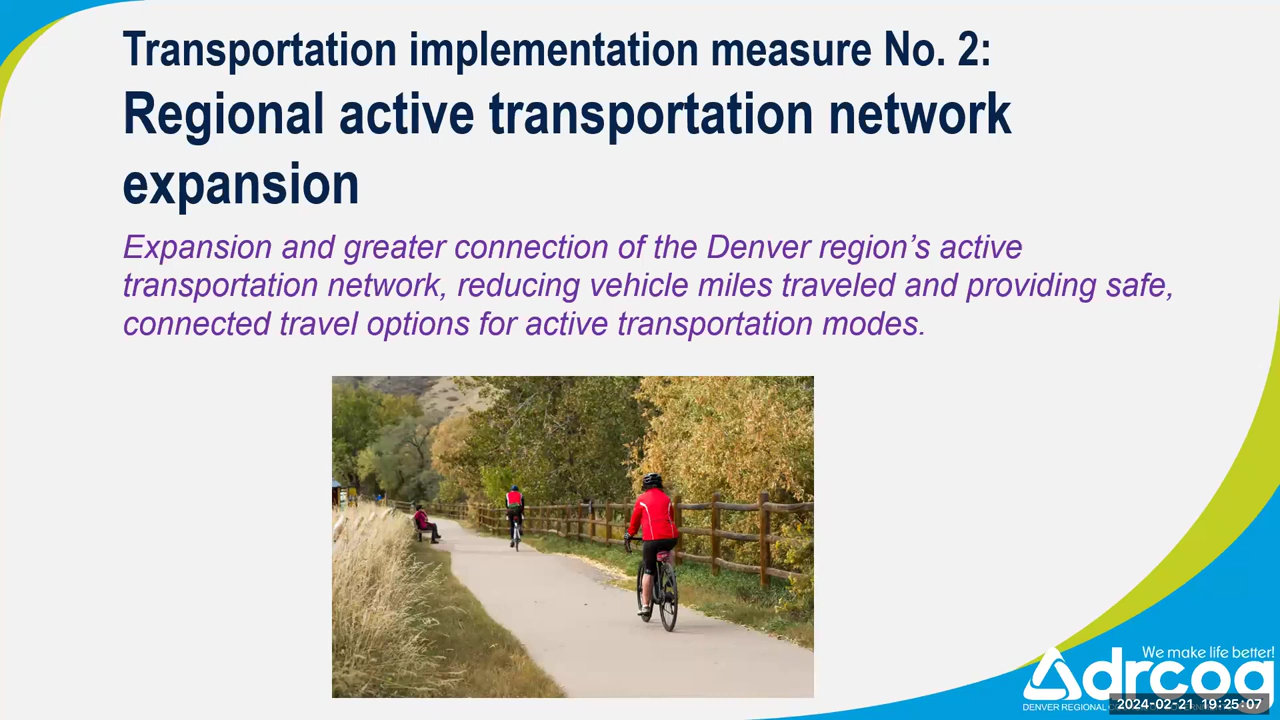 Transportation implementation measure No. 2:
Regional active transportation network
expansion
Expansion and greater connection of the Denver region’s active
transportation network, reducing vehicle miles traveled and providing safe,
connected travel options for active transportation modes.
We make life better!
drcog
DENVER REGIONAL
2024-02-21 19:25:07